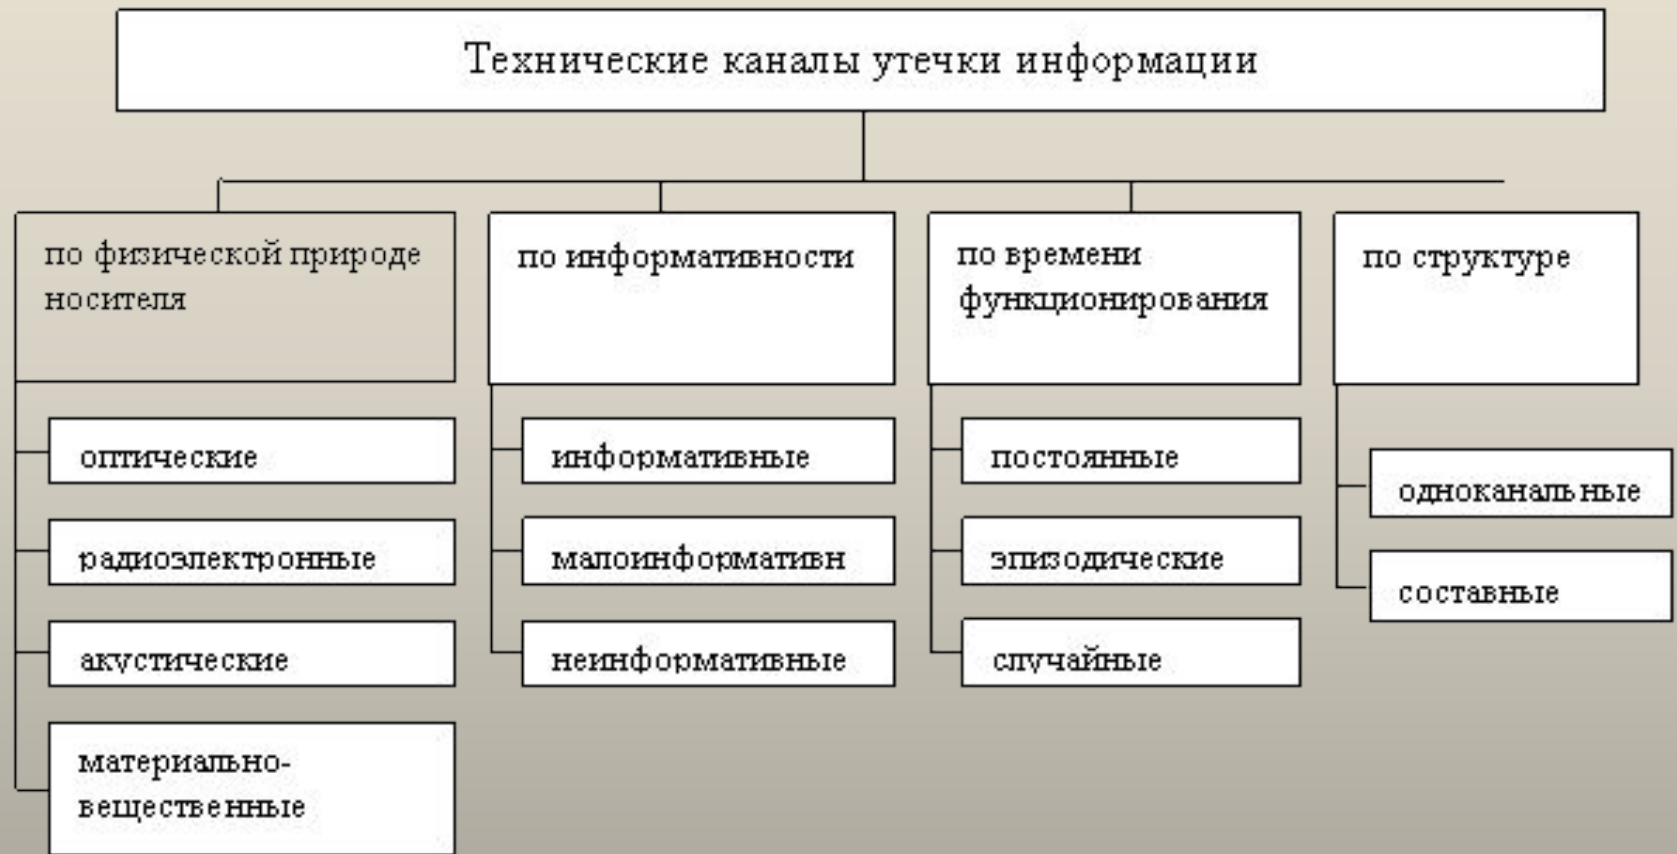 Технические каналы утечки информации
по физической природе
носителя
оптические
радиоэлектронные
акустические
материально-
вещественные
по информативности
информативные
малоинформативн
неинформативные
по времени
функционирования
постоянные
эпизодические
случайные
по структуре
одноканальные
составные